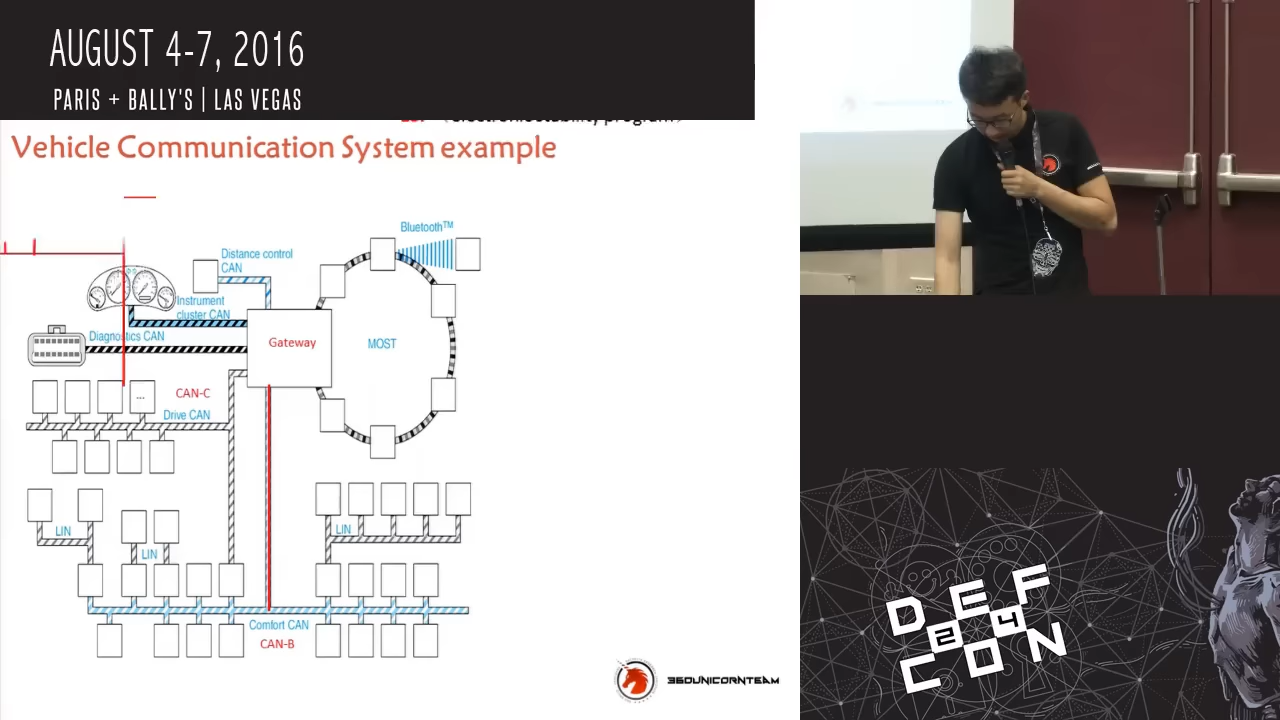 AUGUST 4-7, 2016
PARIS + BALLY'S | LAS VEGAS
Vehicle Communication System example
Bluetooth™
Distance control
CAN
Instrument
cluster CAN
Diagnostics CAN
Gateway
MOST
CAN-C
...
Drive CAN
LIN
LIN
LIN
Comfort CAN
CAN-B
360UNICORNTEAM
DEF
24
CON